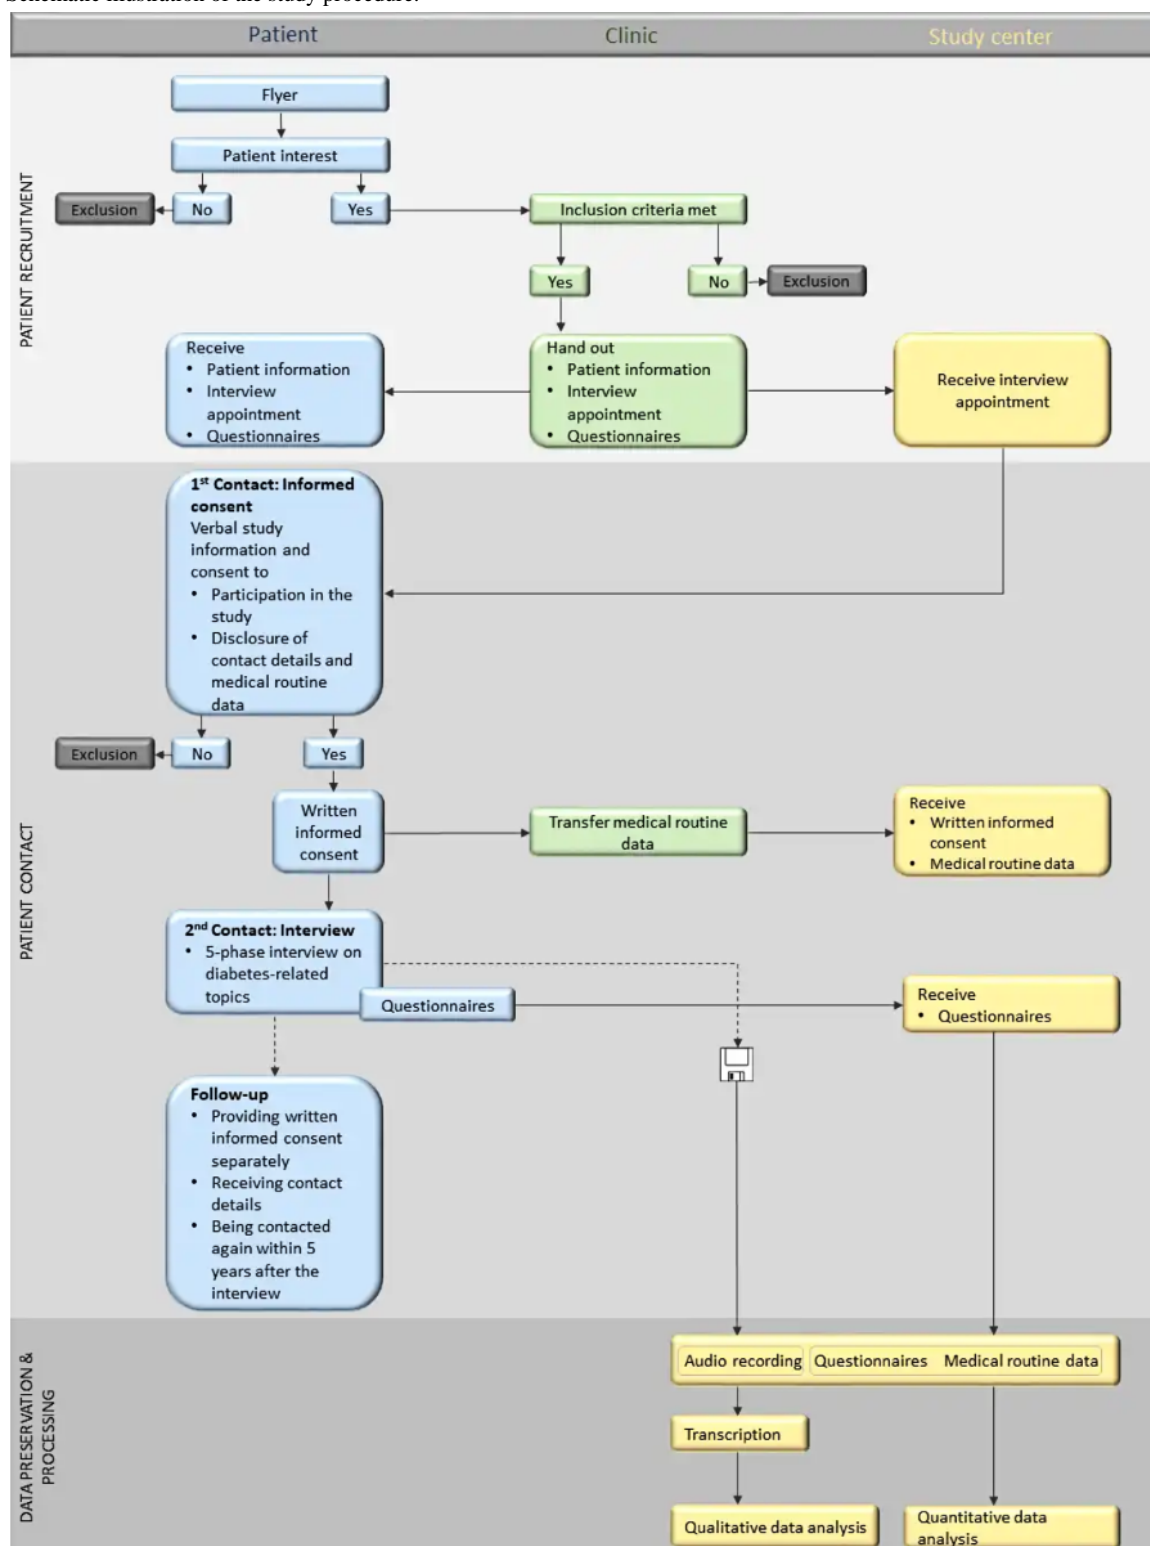 Schematic illustration of the study procedure.
Patient
Clinic
Study center
PATIENT RECRUITMENT
Flyer
Patient interest
Exclusion
No
Yes
Inclusion criteria met
Yes
No
Exclusion
Receive
• Patient information
• Interview
appointment
• Questionnaires
Hand out
• Patient information
• Interview
appointment
• Questionnaires
Receive interview
appointment
PATIENT CONTACT
1st Contact: Informed
consent
Verbal study
information and
consent to
• Participation in the
study
• Disclosure of
contact details and
medical routine
data
Exclusion
No
Yes
Written
informed
consent
Transfer medical routine
data
Receive
• Written informed
consent
• Medical routine data
2nd Contact: Interview
• 5-phase interview on
diabetes-related
topics
Questionnaires
Receive
• Questionnaires
Follow-up
• Providing written
informed consent
separately
• Receiving contact
details
• Being contacted
again within 5
years after the
interview
DATA PRESERVATION &
PROCESSING
Audio recording
Questionnaires Medical routine data
Transcription
Qualitative data analysis
Quantitative data
analysis